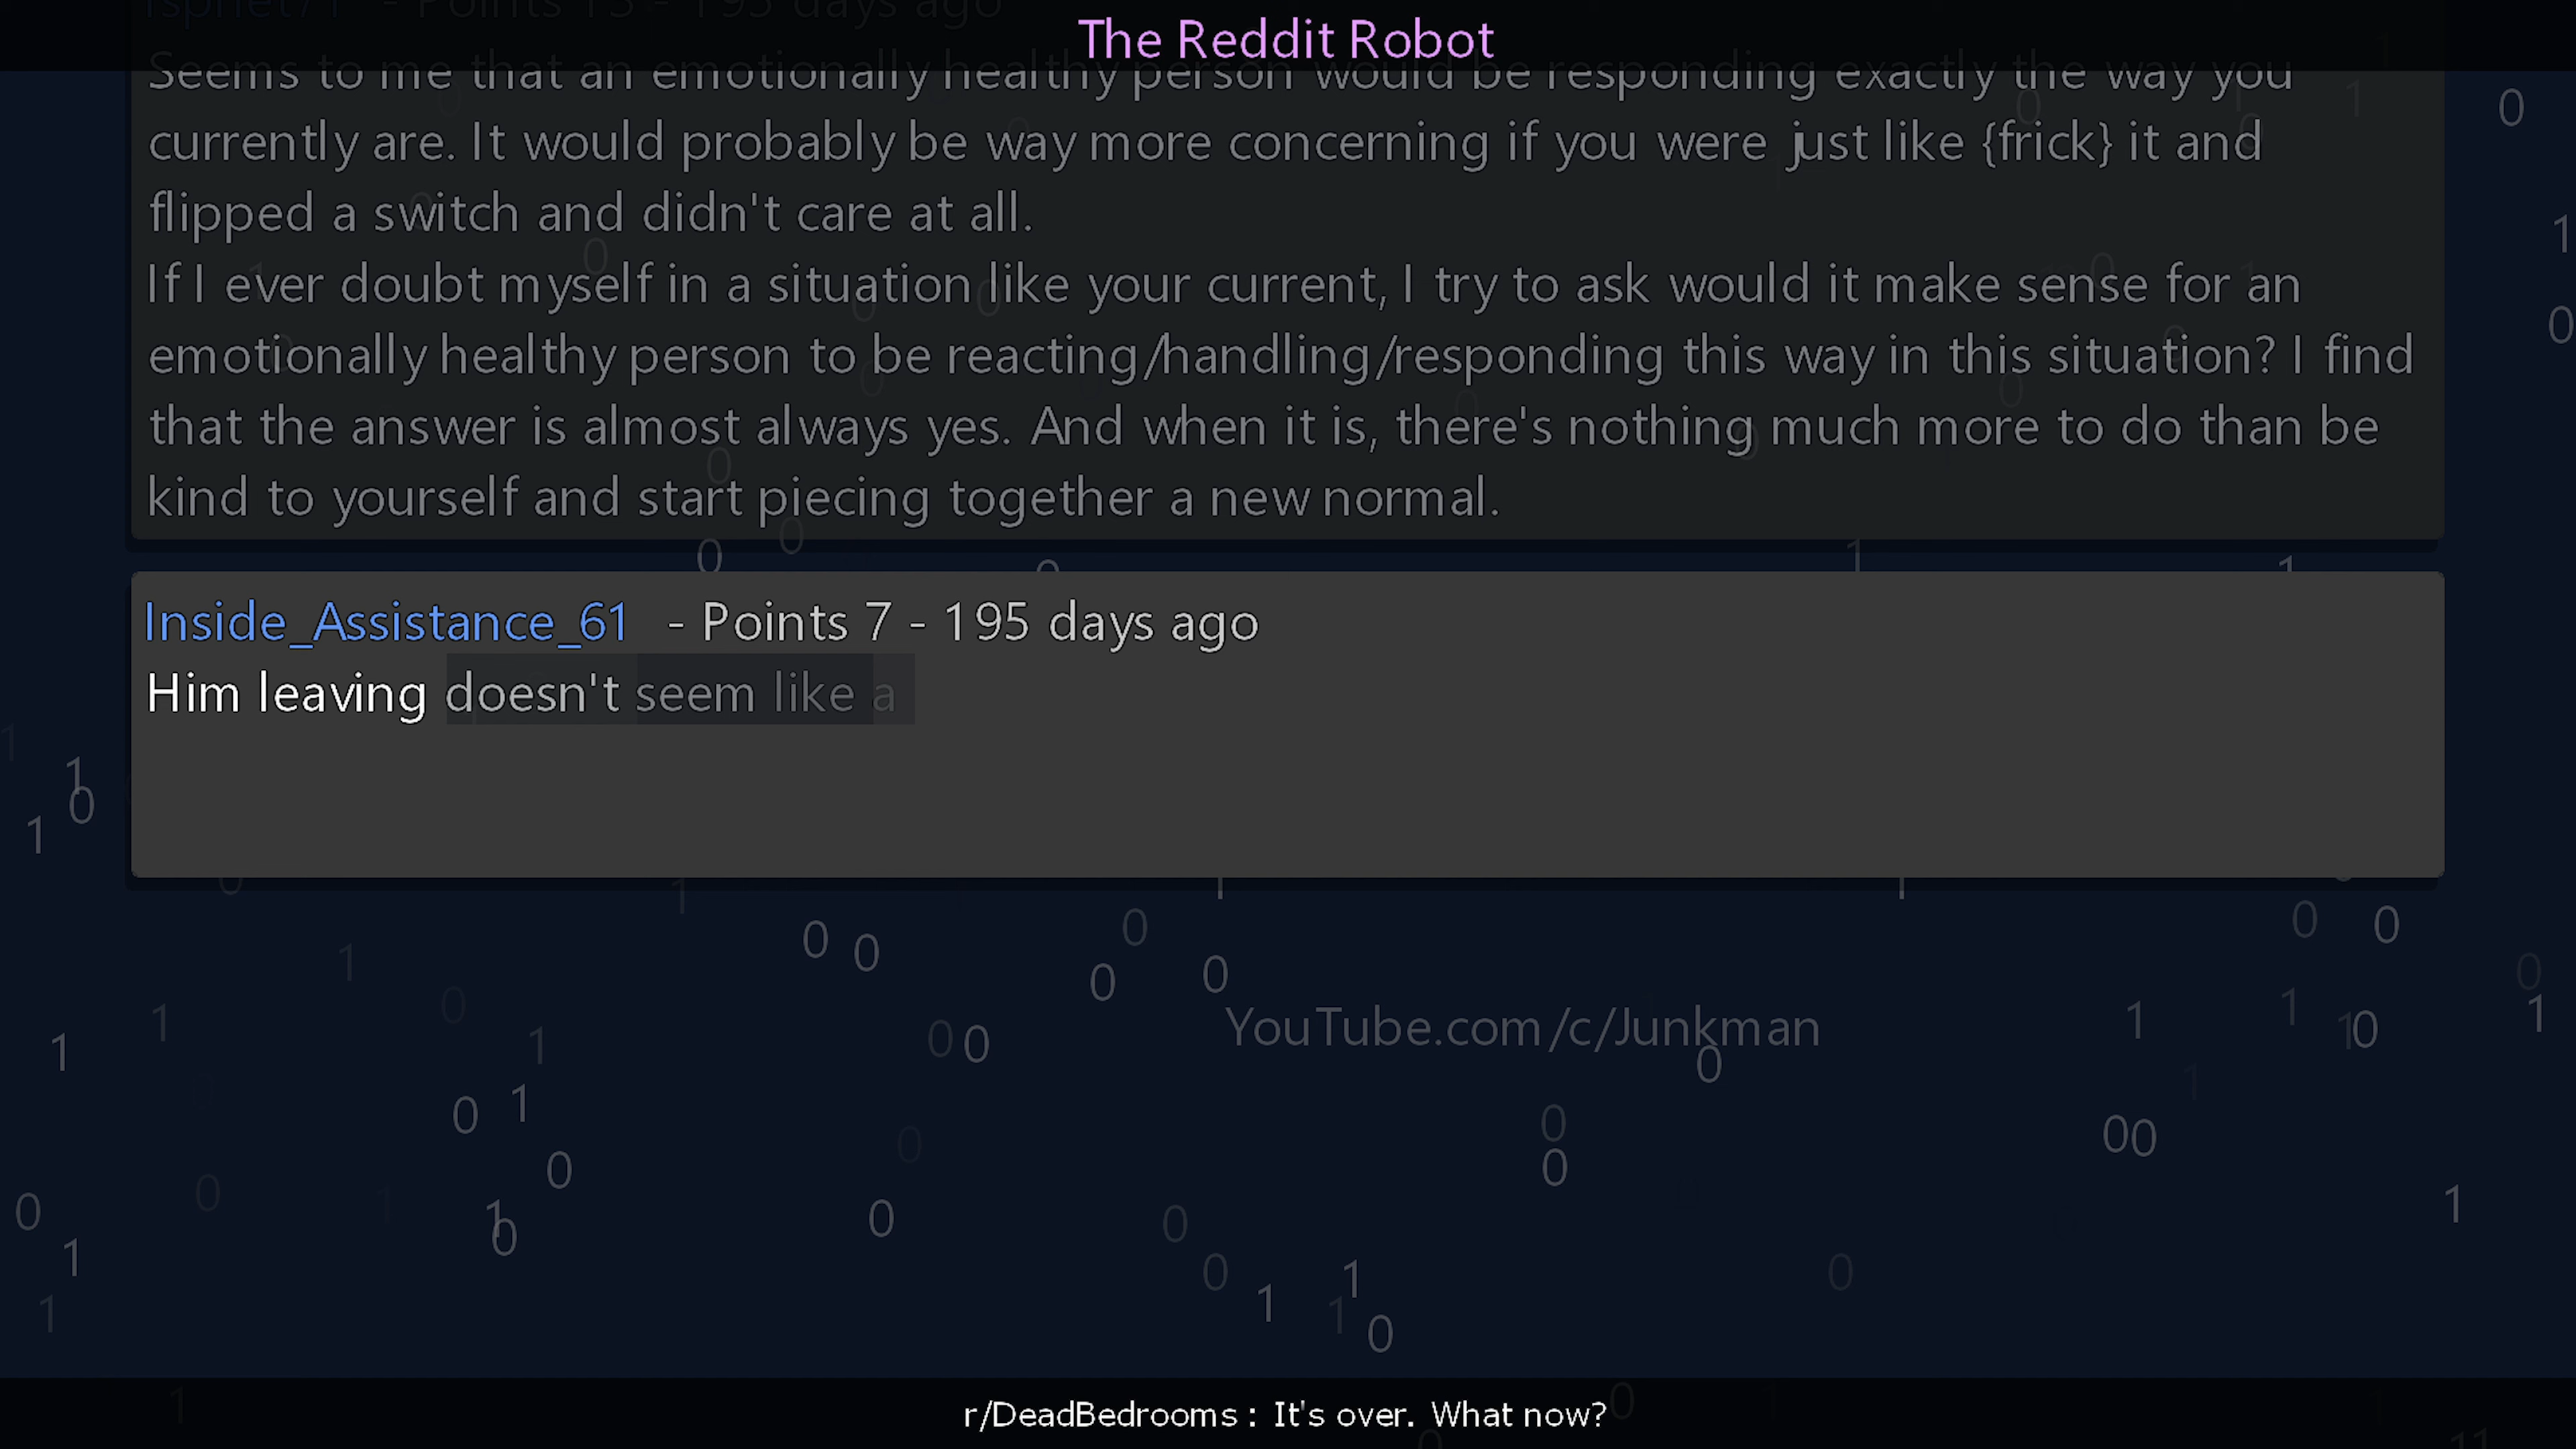 The Reddit Robot
- Points 13 - 195 days ago
Seems to me that an emotionally healthy person would be responding exactly the way you
currently are. It would probably be way more concerning if you were just like {frick} it and
flipped a switch and didn't care at all.
If I ever doubt myself in a situation like your current, I try to ask would it make sense for an
emotionally healthy person to be reacting/handling/responding this way in this situation? I find
that the answer is almost always yes. And when it is, there's nothing much more to do than be
kind to yourself and start piecing together a new normal.
Inside_Assistance_61 - Points 7 - 195 days ago
Him leaving doesn't seem like a
YouTube.com/c/Junkman
r/DeadBedrooms : It's over. What now?